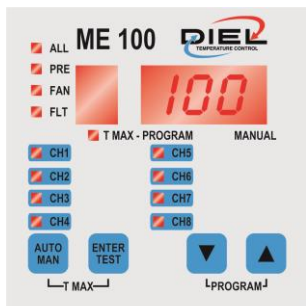 ALL
ME 100
DIEL
TEMPERATURE CONTROL
PRE
FAN
FLT
100
T MAX - PROGRAM
MANUAL
CH1
CH5
CH2
CH6
CH3
CH7
CH4
CH8
AUTO
MAN
ENTER
TEST
▼
▲
T MAX
PROGRAM